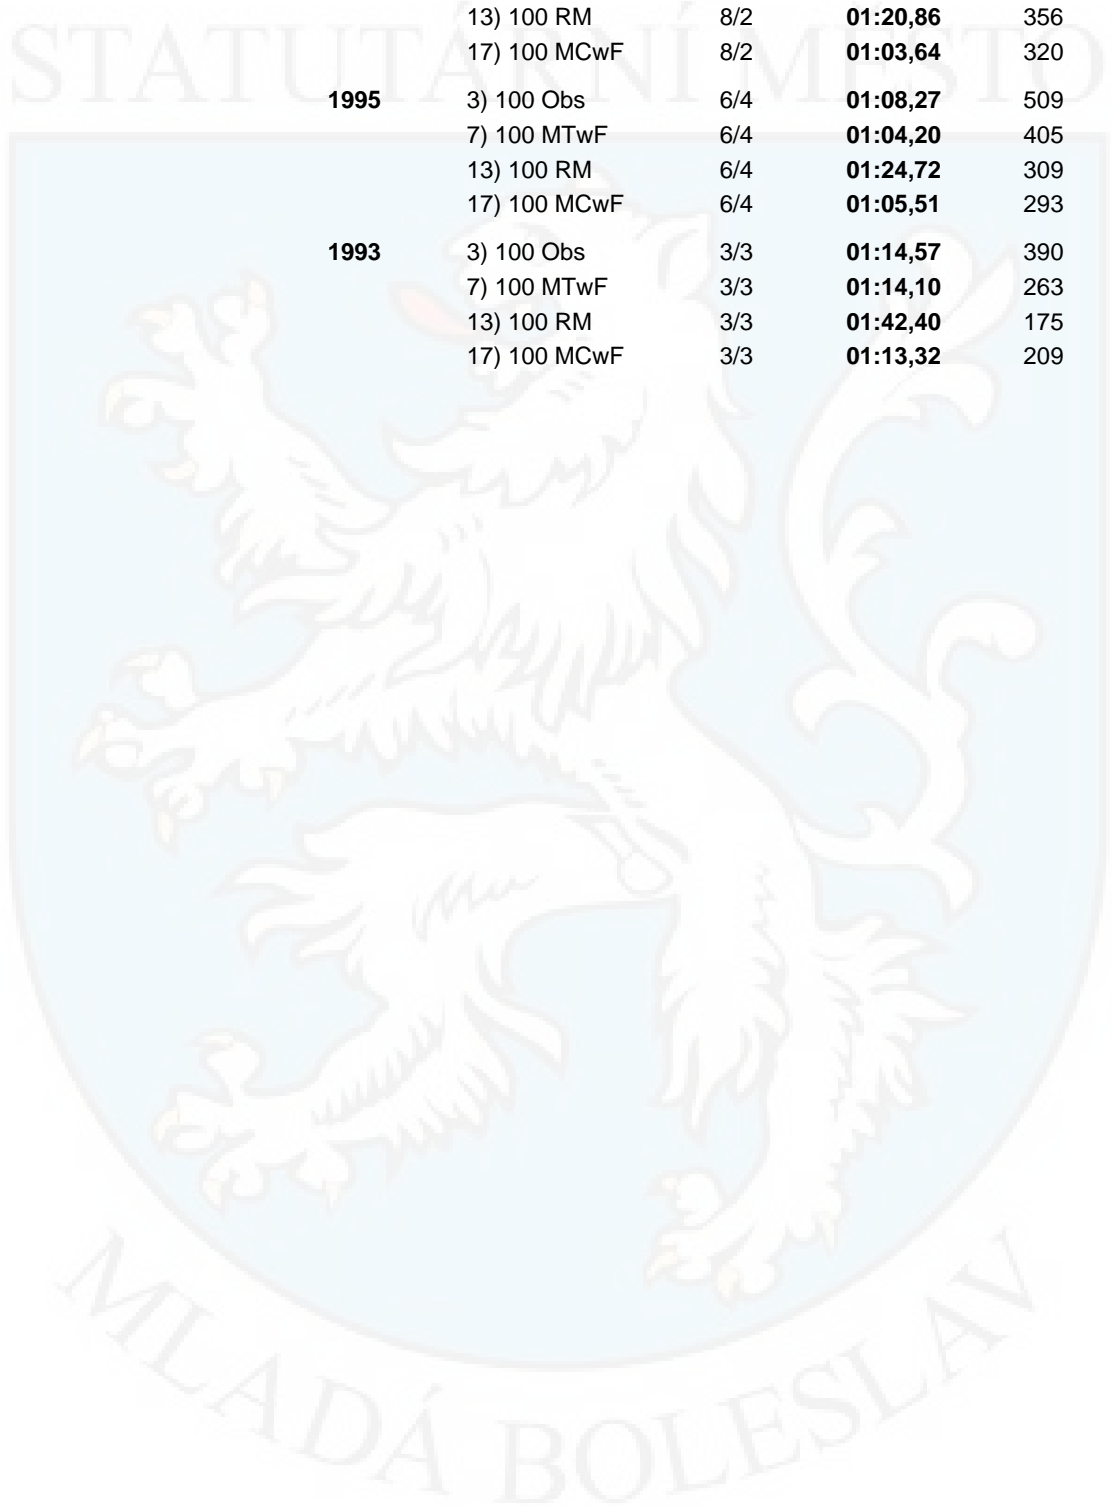 STATUTÁRNÍ MĚSTO
13) 100 RM 8/2 01:20,86 356
17) 100 MCwF 8/2 01:03,64 320
1995 3) 100 Obs 6/4 01:08,27 509
7) 100 MTwF 6/4 01:04,20 405
13) 100 RM 6/4 01:24,72 309
17) 100 MCwF 6/4 01:05,51 293
1993 3) 100 Obs 3/3 01:14,57 390
7) 100 MTwF 3/3 01:14,10 263
13) 100 RM 3/3 01:42,40 175
17) 100 MCwF 3/3 01:13,32 209
MLADÁ BOLESLAV